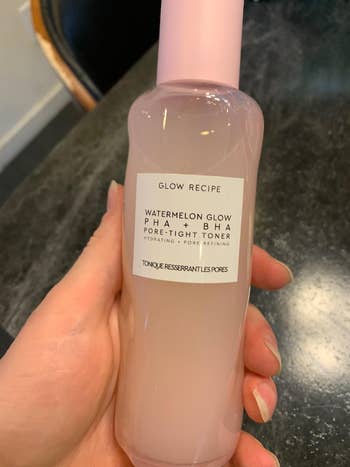 GLOW RECIPE
WATERMELON GLOW
PHA + BHA
PORE-TIGHT TONER
HYDRATING + PORE-REFINING
TONIQUE RESSERRANT LES PORES